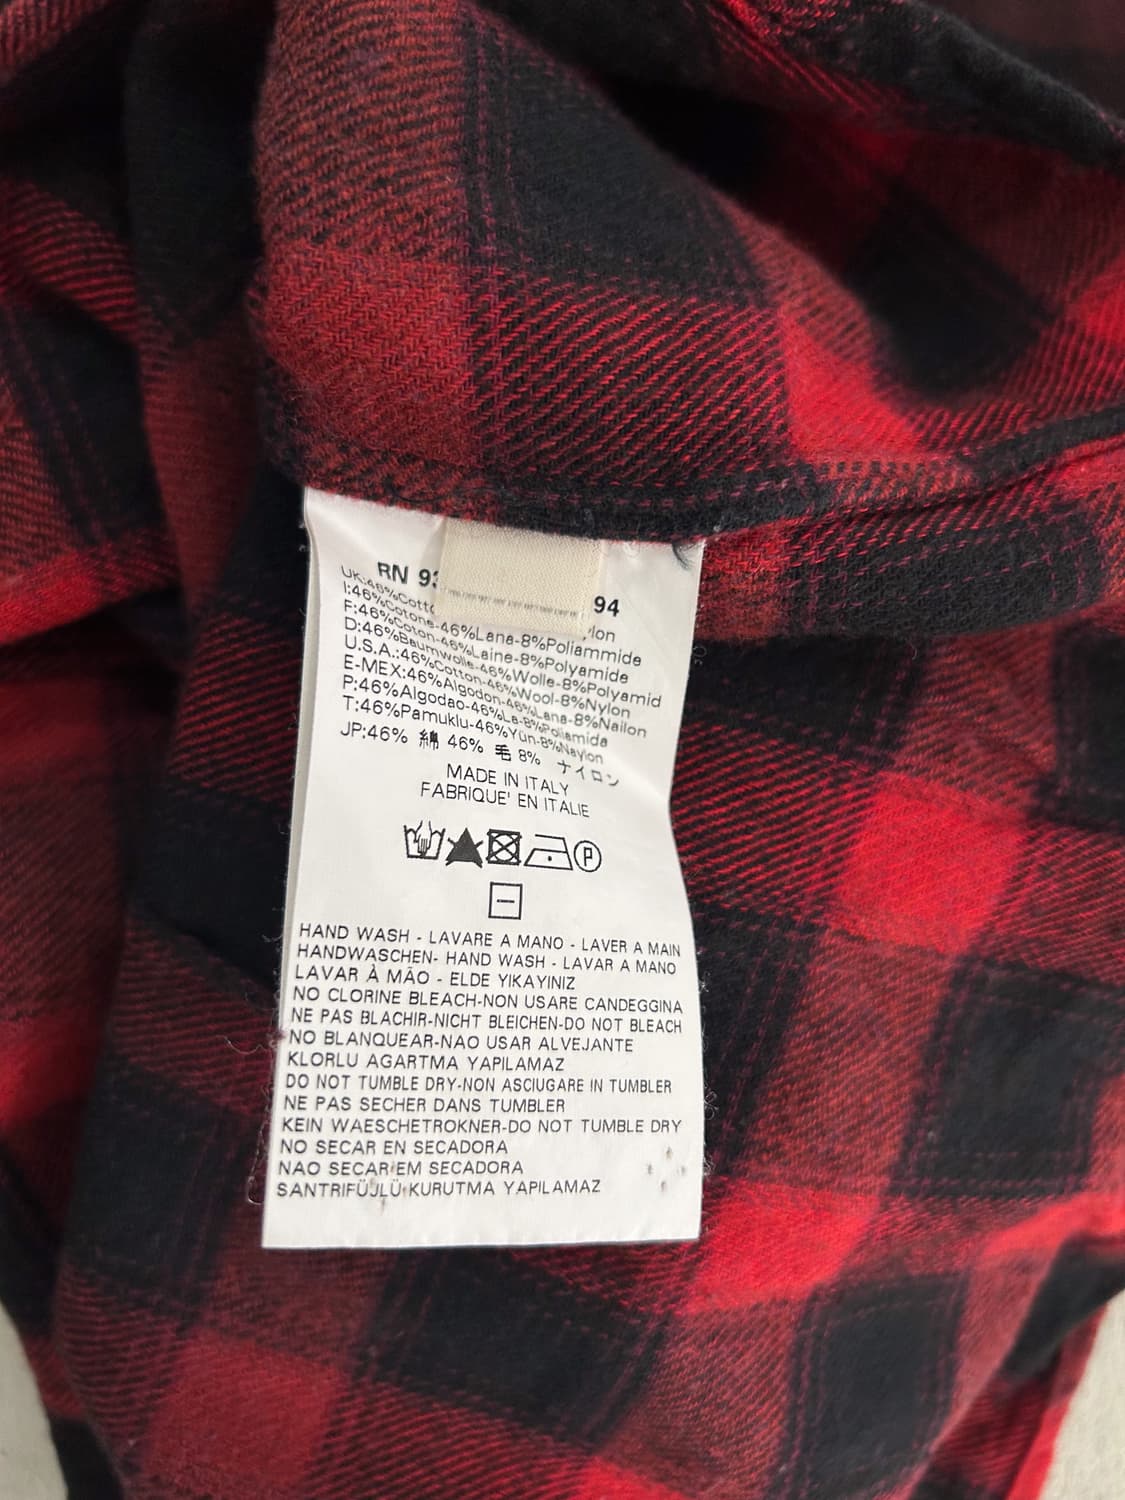 RN 93 94
UK:46%Cotto ylon
I:46%Cotone-46%Lana-8%Poliammide
F:46%Coton-46%Laine-8%Polyamide
D:46%Baumwolle-46%Wolle-8%Polyamid
U.S.A.:46%Cotton-46%Wool-8%Nylon
E-MEX:46%Algodon-46%Lana-8%Nailon
P:46%Algodao-46%La-8%Poliamida
T:46%Pamuklu-46%Yün-8%Naylon
JP:46% 綿 46% 毛 8% ナイロン
MADE IN ITALY
FABRIQUE' EN ITALIE
P
HAND WASH - LAVARE A MANO - LAVER A MAIN
HANDWASCHEN- HAND WASH - LAVAR A MANO
LAVAR À MÃO - ELDE YIKAYINIZ
NO CLORINE BLEACH-NON USARE CANDEGGINA
NE PAS BLACHIR-NICHT BLEICHEN-DO NOT BLEACH
NO BLANQUEAR-NAO USAR ALVEJANTE
KLORLU AGARTMA YAPILAMAZ
DO NOT TUMBLE DRY-NON ASCIUGARE IN TUMBLER
NE PAS SECHER DANS TUMBLER
KEIN WAESCHETROKNER-DO NOT TUMBLE DRY
NO SECAR EN SECADORA
NAO SECAR EM SECADORA
SANTRIFÜJLÜ KURUTMA YAPILAMAZ